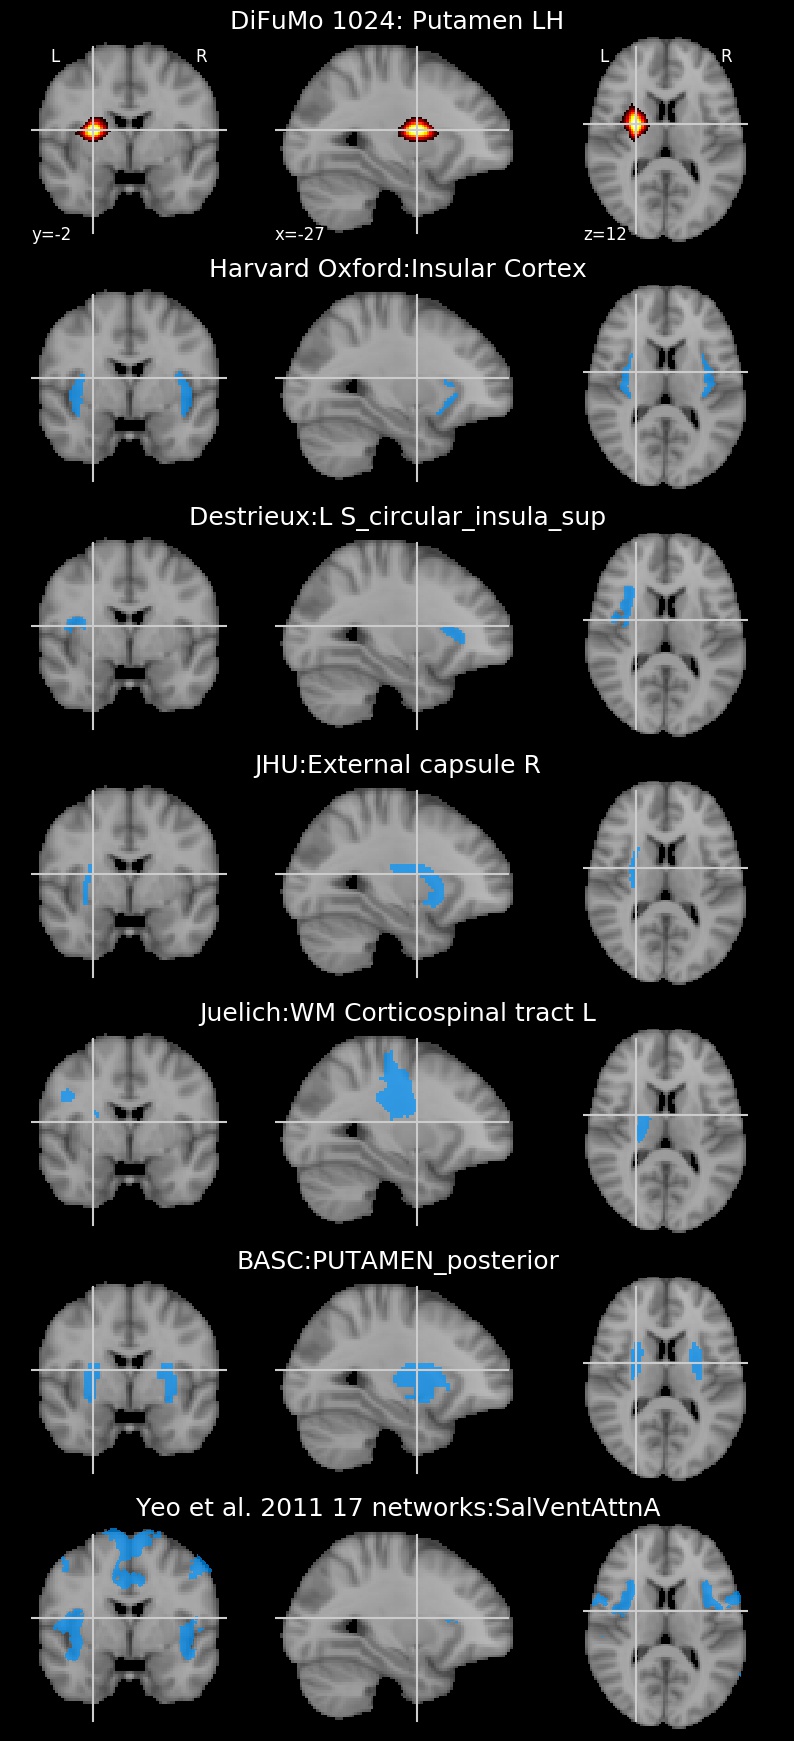 DiFuMo 1024: Putamen LH
L R L R
y=-2 x=-27 z=12
Harvard Oxford:Insular Cortex
Destrieux:L S_circular_insula_sup
JHU:External capsule R
Juelich:WM Corticospinal tract L
BASC:PUTAMEN_posterior
Yeo et al. 2011 17 networks:SalVentAttnA